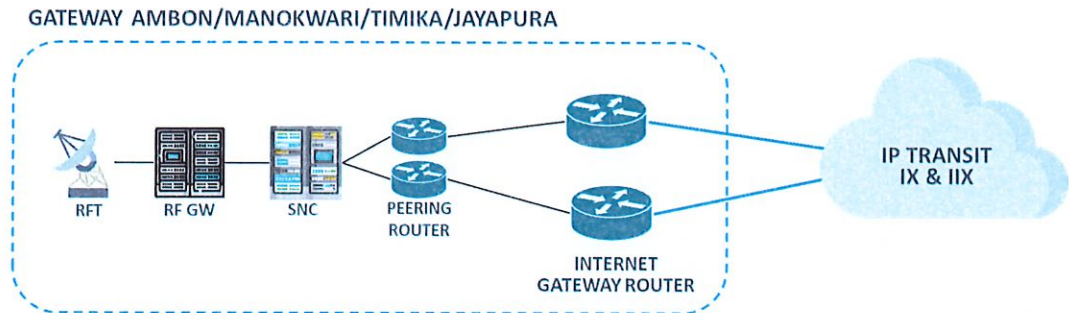 GATEWAY AMBON/MANOKWARI/TIMIKA/JAYAPURA
RFT
RF GW
SNC
PEERING
ROUTER
INTERNET
GATEWAY ROUTER
IP TRANSIT
IX & IIX